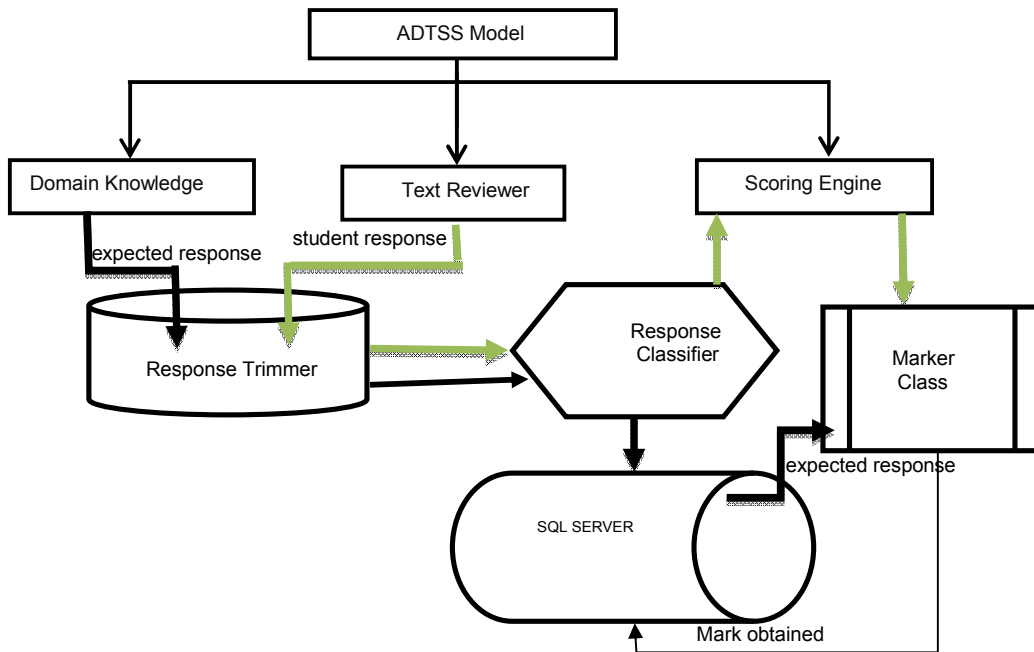 ADTSS Model
Domain Knowledge
Text Reviewer
Scoring Engine
expected response
student response
Response Trimmer
Response
Classifier
Marker
Class
expected response
SQL SERVER
Mark obtained